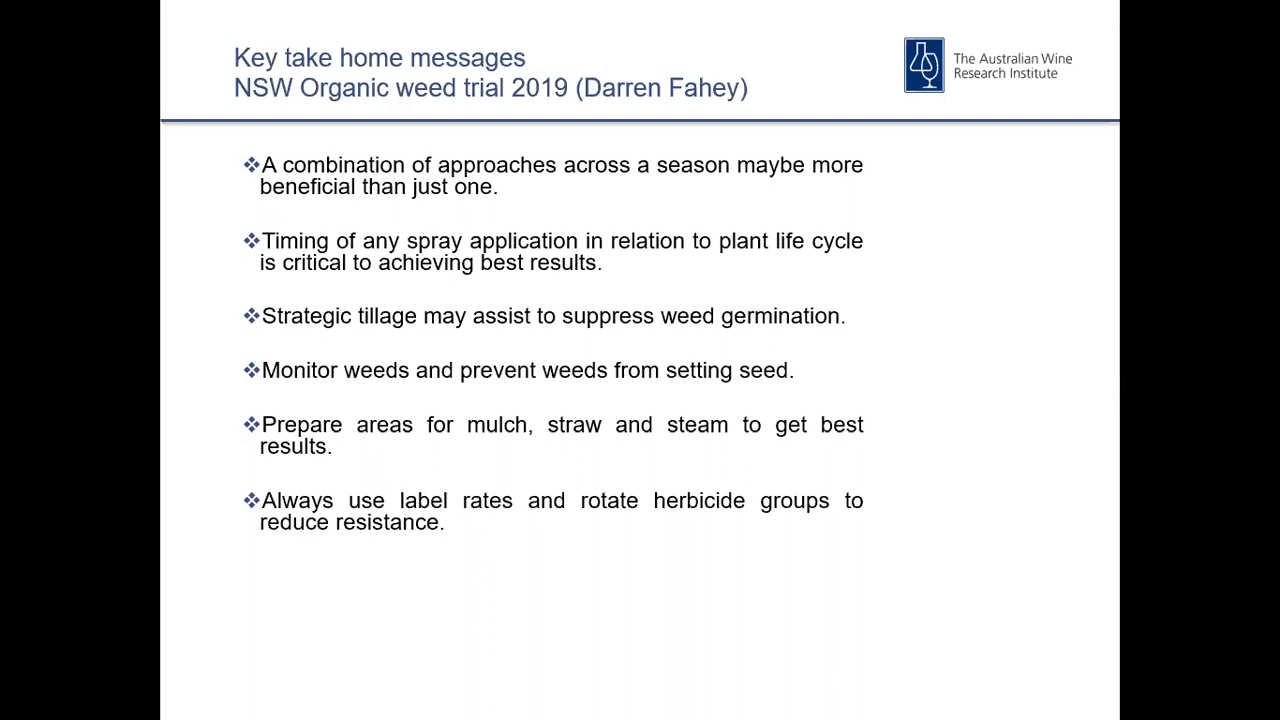 Key take home messages
NSW Organic weed trial 2019 (Darren Fahey)
The Australian Wine
Research Institute
❖A combination of approaches across a season maybe more
beneficial than just one.
❖Timing of any spray application in relation to plant life cycle
is critical to achieving best results.
❖Strategic tillage may assist to suppress weed germination.
❖Monitor weeds and prevent weeds from setting seed.
❖Prepare areas for mulch, straw and steam to get best
results.
❖Always use label rates and rotate herbicide groups to
reduce resistance.